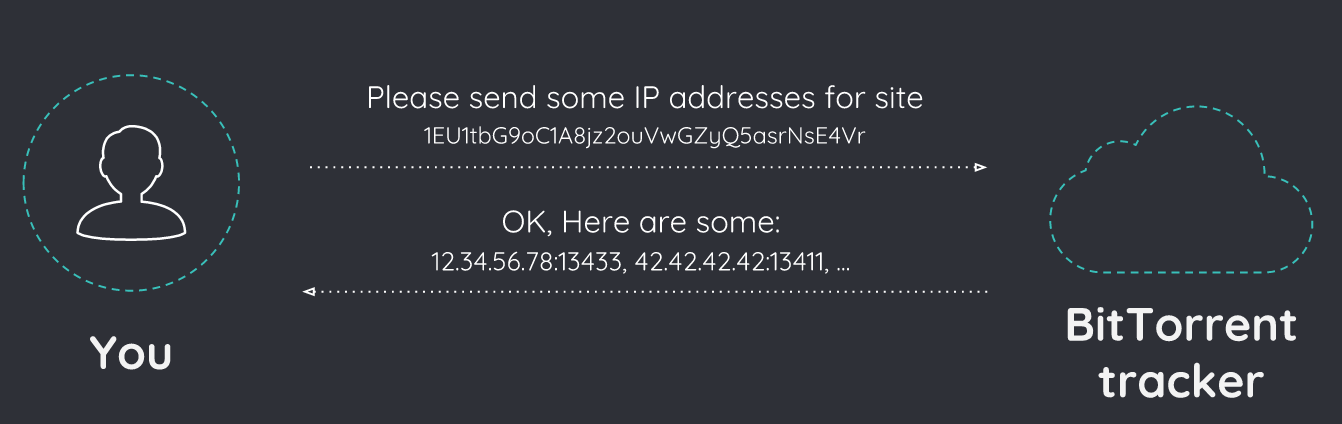 Please send some IP addresses for site
1EU1tbG9oC1A8jz2ouVwGZyQ5asrNsE4Vr
OK, Here are some:
12.34.56.78:13433, 42.42.42.42:13411, ...
You
BitTorrent
tracker